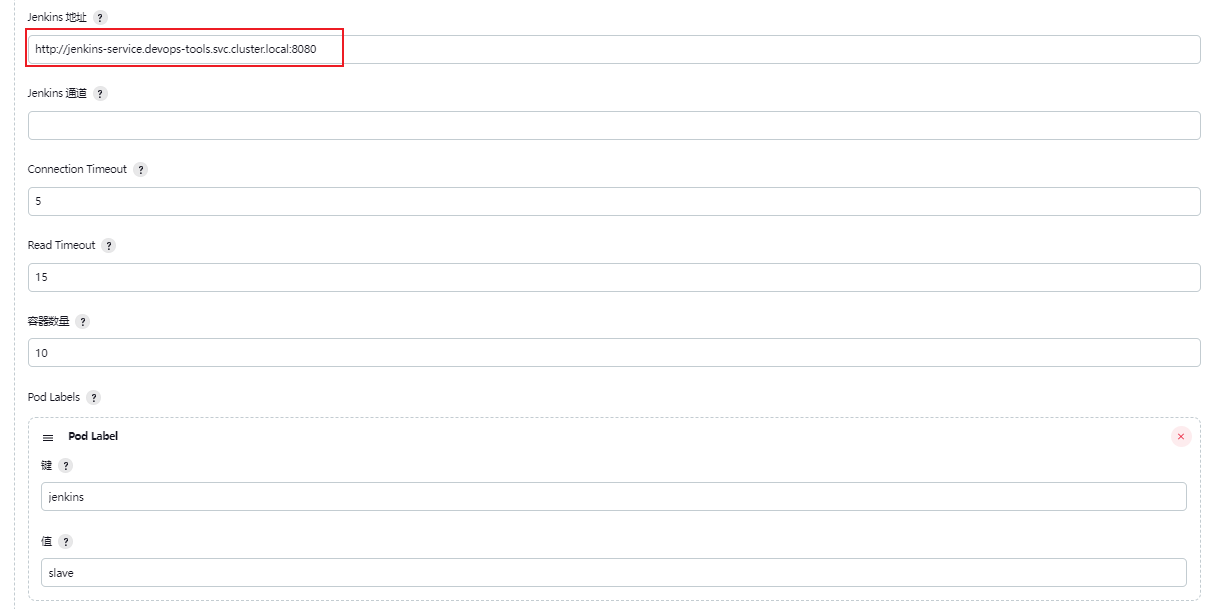 Jenkins 地址 ?
http://jenkins-service.devops-tools.svc.cluster.local:8080
Jenkins 通道 ?
Connection Timeout ?
5
Read Timeout ?
15
容器数量 ?
10
Pod Labels ?
Pod Label
键 ?
jenkins
值 ?
slave